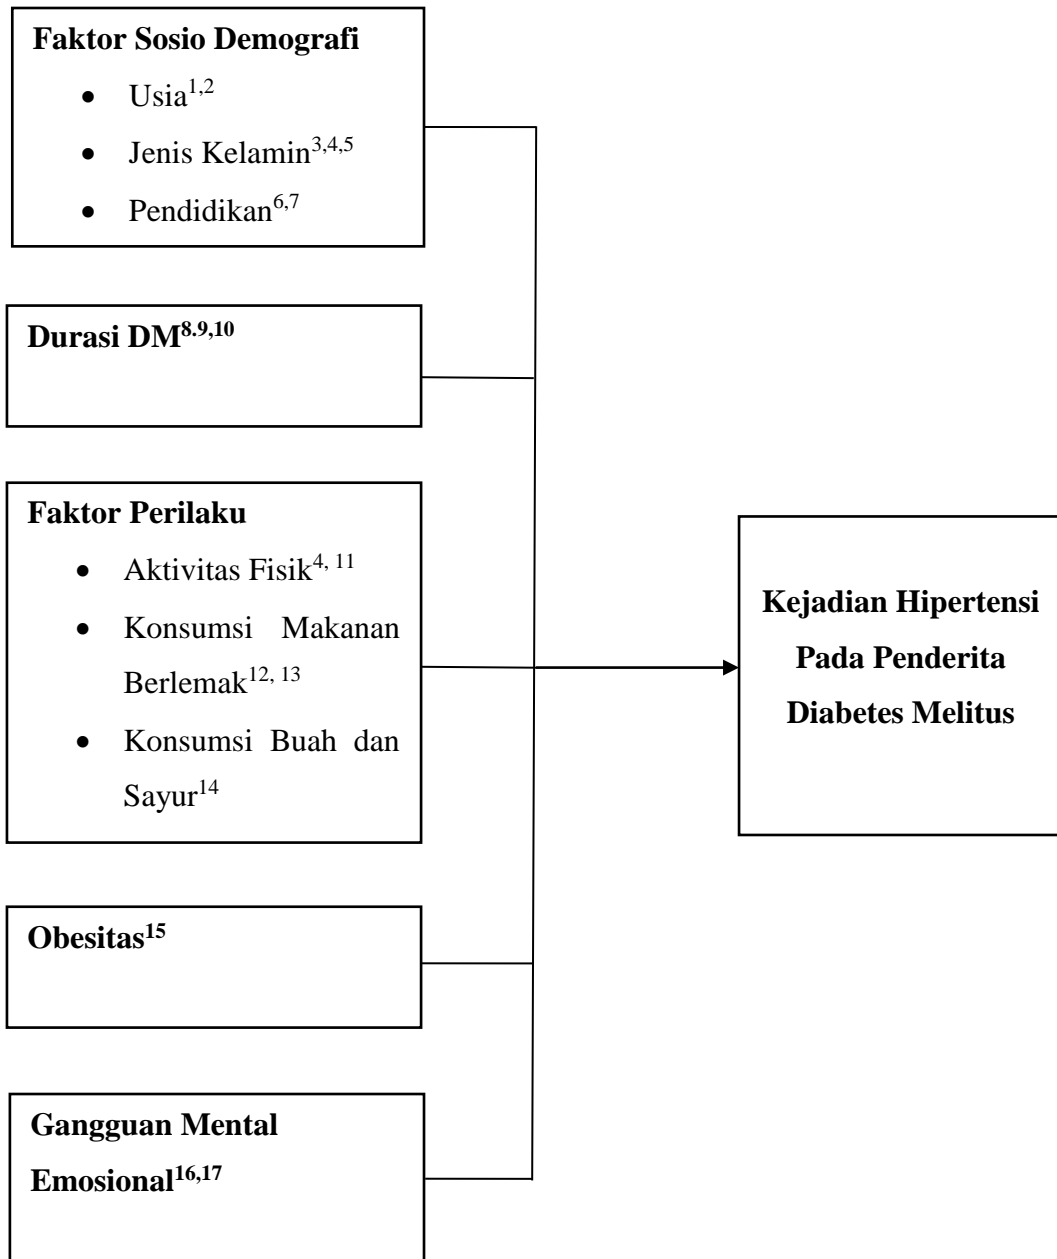 Faktor Sosio Demografi
• Usia1,2
• Jenis Kelamin3,4,5
• Pendidikan6,7
Durasi DM8.9,10
Faktor Perilaku
• Aktivitas Fisik4, 11
• Konsumsi Makanan
Berlemak12, 13
• Konsumsi Buah dan
Sayur14
Obesitas15
Gangguan Mental
Emosional16,17
Kejadian Hipertensi
Pada Penderita
Diabetes Melitus